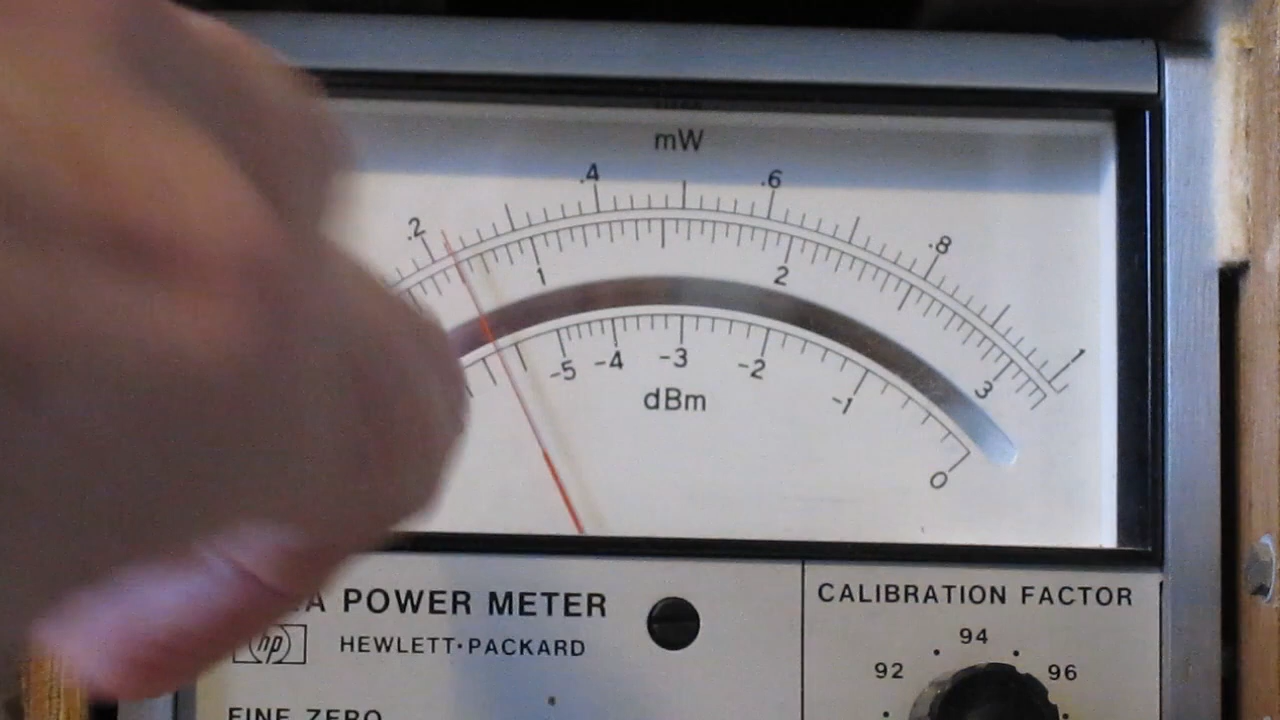 mW
.2 .4 .6 .8 1
1 2 3
-5 -4 -3 -2 -1 0
dBm
A POWER METER
hp HEWLETT·PACKARD
FINE ZERO
CALIBRATION FACTOR
92 94 96